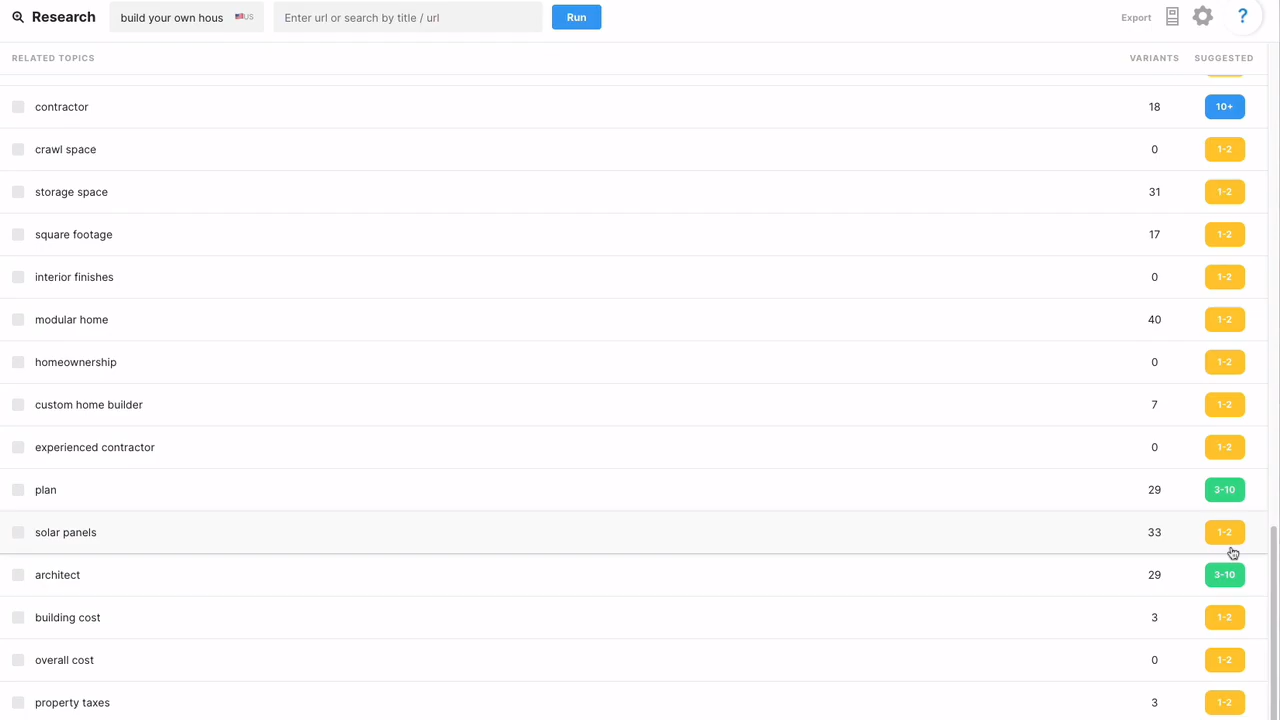 Research build your own hous US Enter url or search by title / url Run Export ?
RELATED TOPICS VARIANTS SUGGESTED
contractor 18 10+
crawl space 0 1-2
storage space 31 1-2
square footage 17 1-2
interior finishes 0 1-2
modular home 40 1-2
homeownership 0 1-2
custom home builder 7 1-2
experienced contractor 0 1-2
plan 29 3-10
solar panels 33 1-2
architect 29 3-10
building cost 3 1-2
overall cost 0 1-2
property taxes 3 1-2